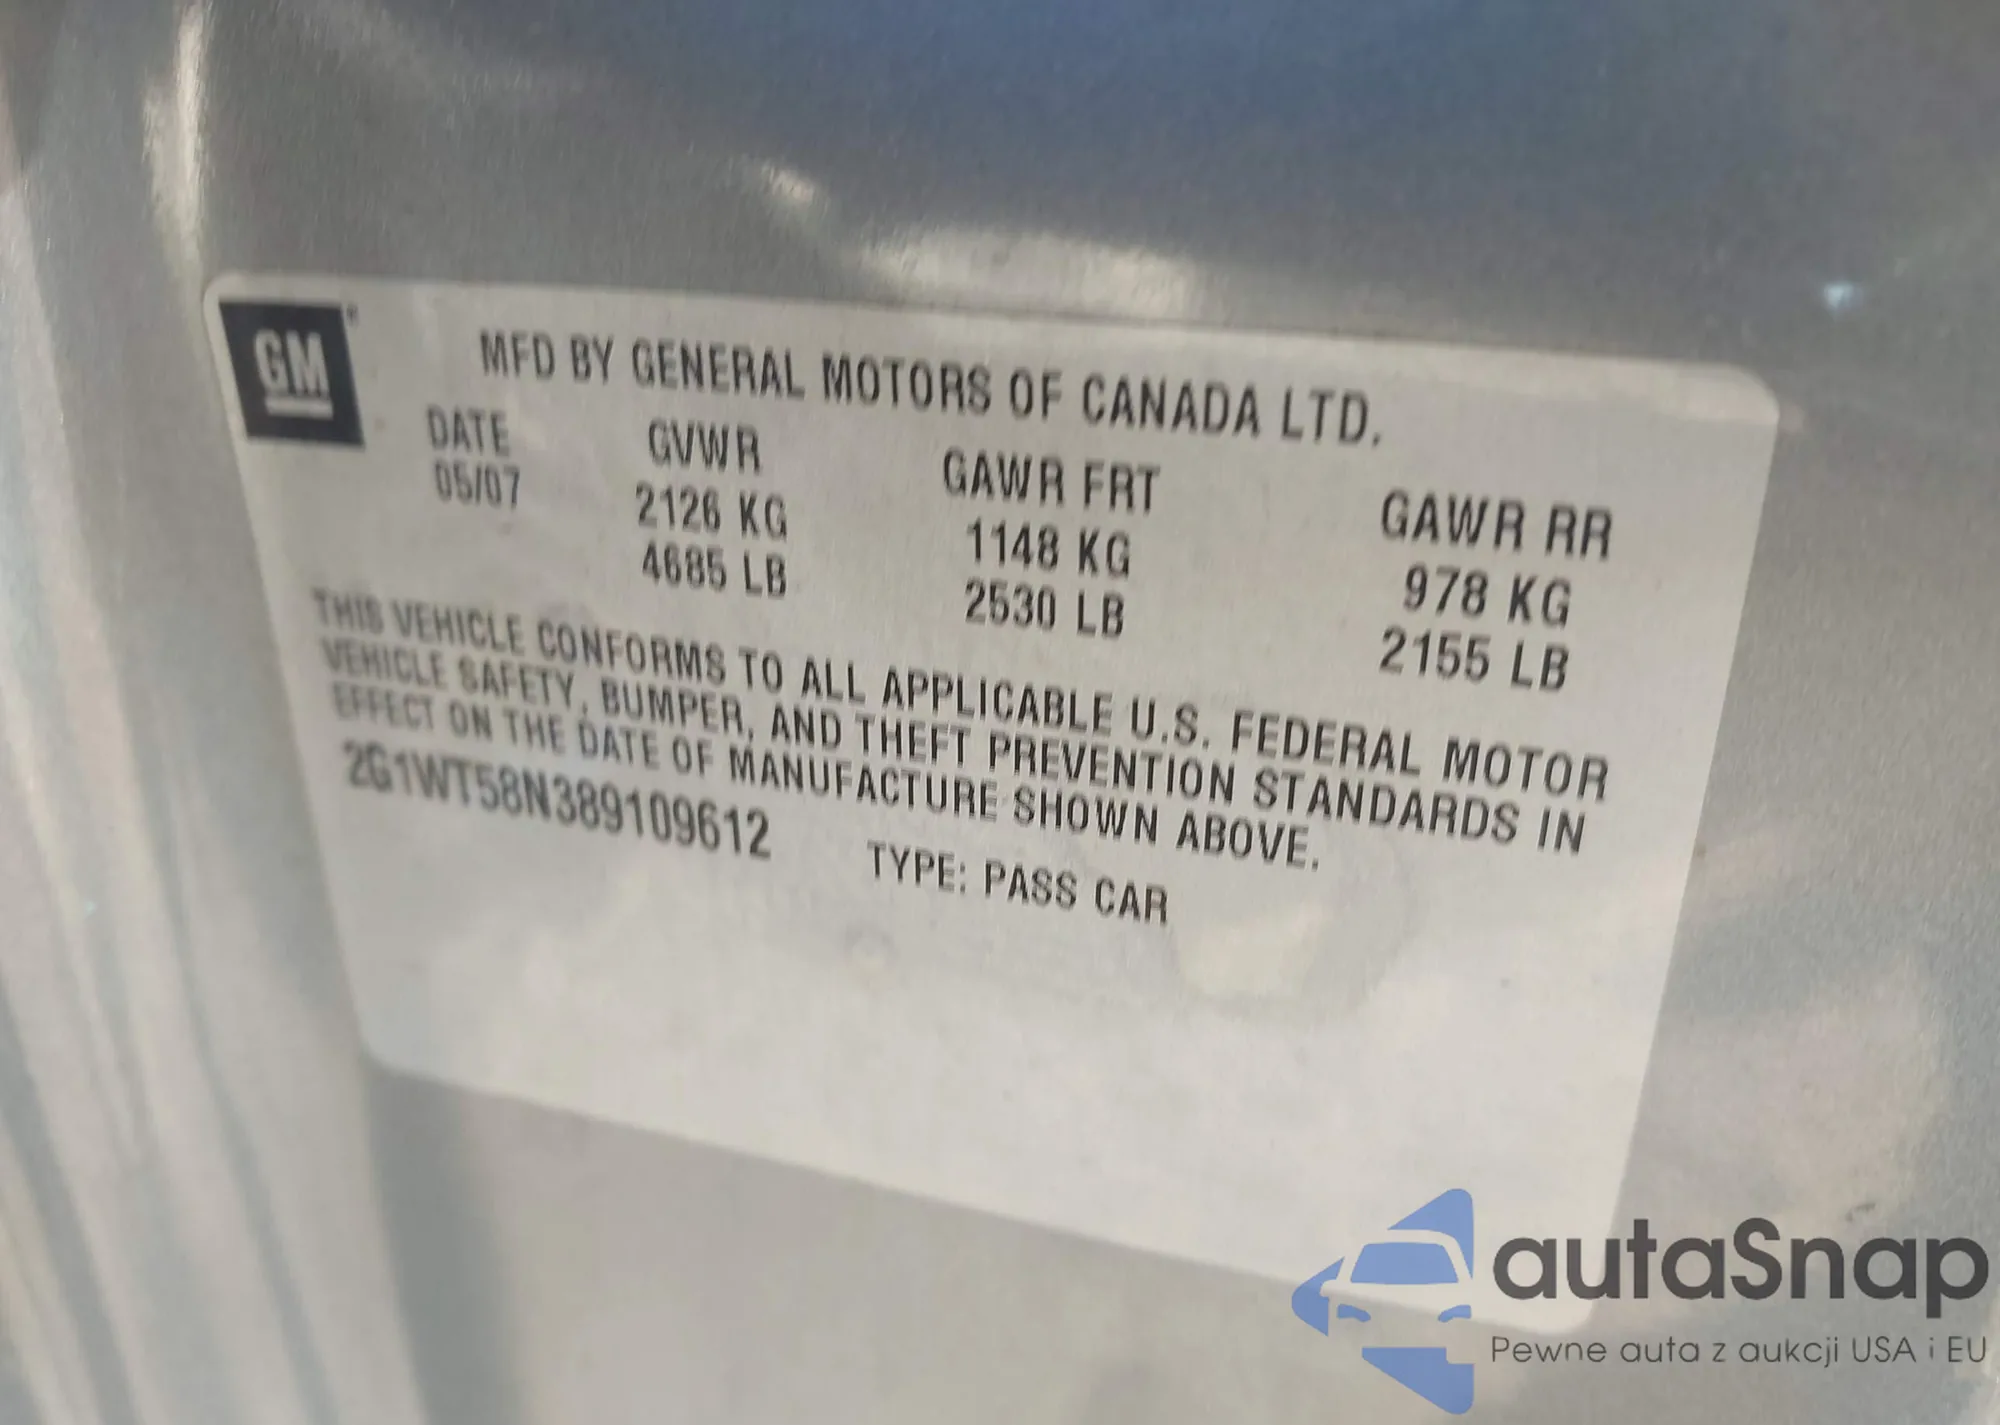 GM
MFD BY GENERAL MOTORS OF CANADA LTD.
DATE GVWR GAWR FRT GAWR RR
05/07 2126 KG 1148 KG 978 KG
4685 LB 2530 LB 2155 LB
THIS VEHICLE CONFORMS TO ALL APPLICABLE U.S. FEDERAL MOTOR
VEHICLE SAFETY, BUMPER, AND THEFT PREVENTION STANDARDS IN
EFFECT ON THE DATE OF MANUFACTURE SHOWN ABOVE.
2G1WT58N389109612 TYPE: PASS CAR
autaSnap
Pewne auta z aukcji USA i EU